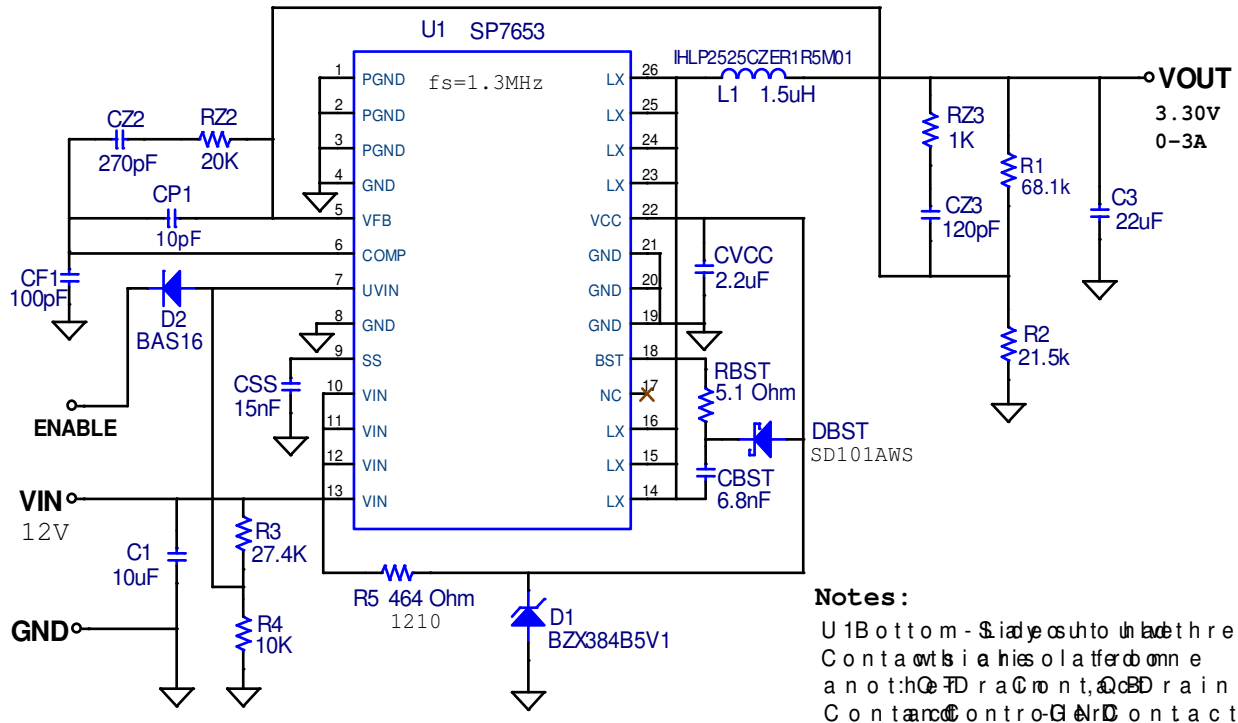 U1 SP7653
fs=1.3MHz
IHLP2525CZER1R5M01
L1 1.5uH
VOUT
3.30V
0-3A
1 PGND
2 PGND
3 PGND
4 GND
5 VFB
6 COMP
7 UVIN
8 GND
9 SS
10 VIN
11 VIN
12 VIN
13 VIN
LX 26
LX 25
LX 24
LX 23
VCC 22
GND 21
GND 20
GND 19
BST 18
NC 17
LX 16
LX 15
LX 14
CZ2
270pF
RZ2
20K
CP1
10pF
CF1
100pF
D2
BAS16
ENABLE
CSS
15nF
VIN
12V
C1
10uF
R3
27.4K
R4
10K
GND
R5 464 Ohm
1210
D1
BZX384B5V1
CVCC
2.2uF
RBST
5.1 Ohm
DBST
SD101AWS
CBST
6.8nF
RZ3
1K
CZ3
120pF
R1
68.1k
C3
22uF
R2
21.5k
Notes:
U1 Bottom-Side
Contact
Drain
Contact